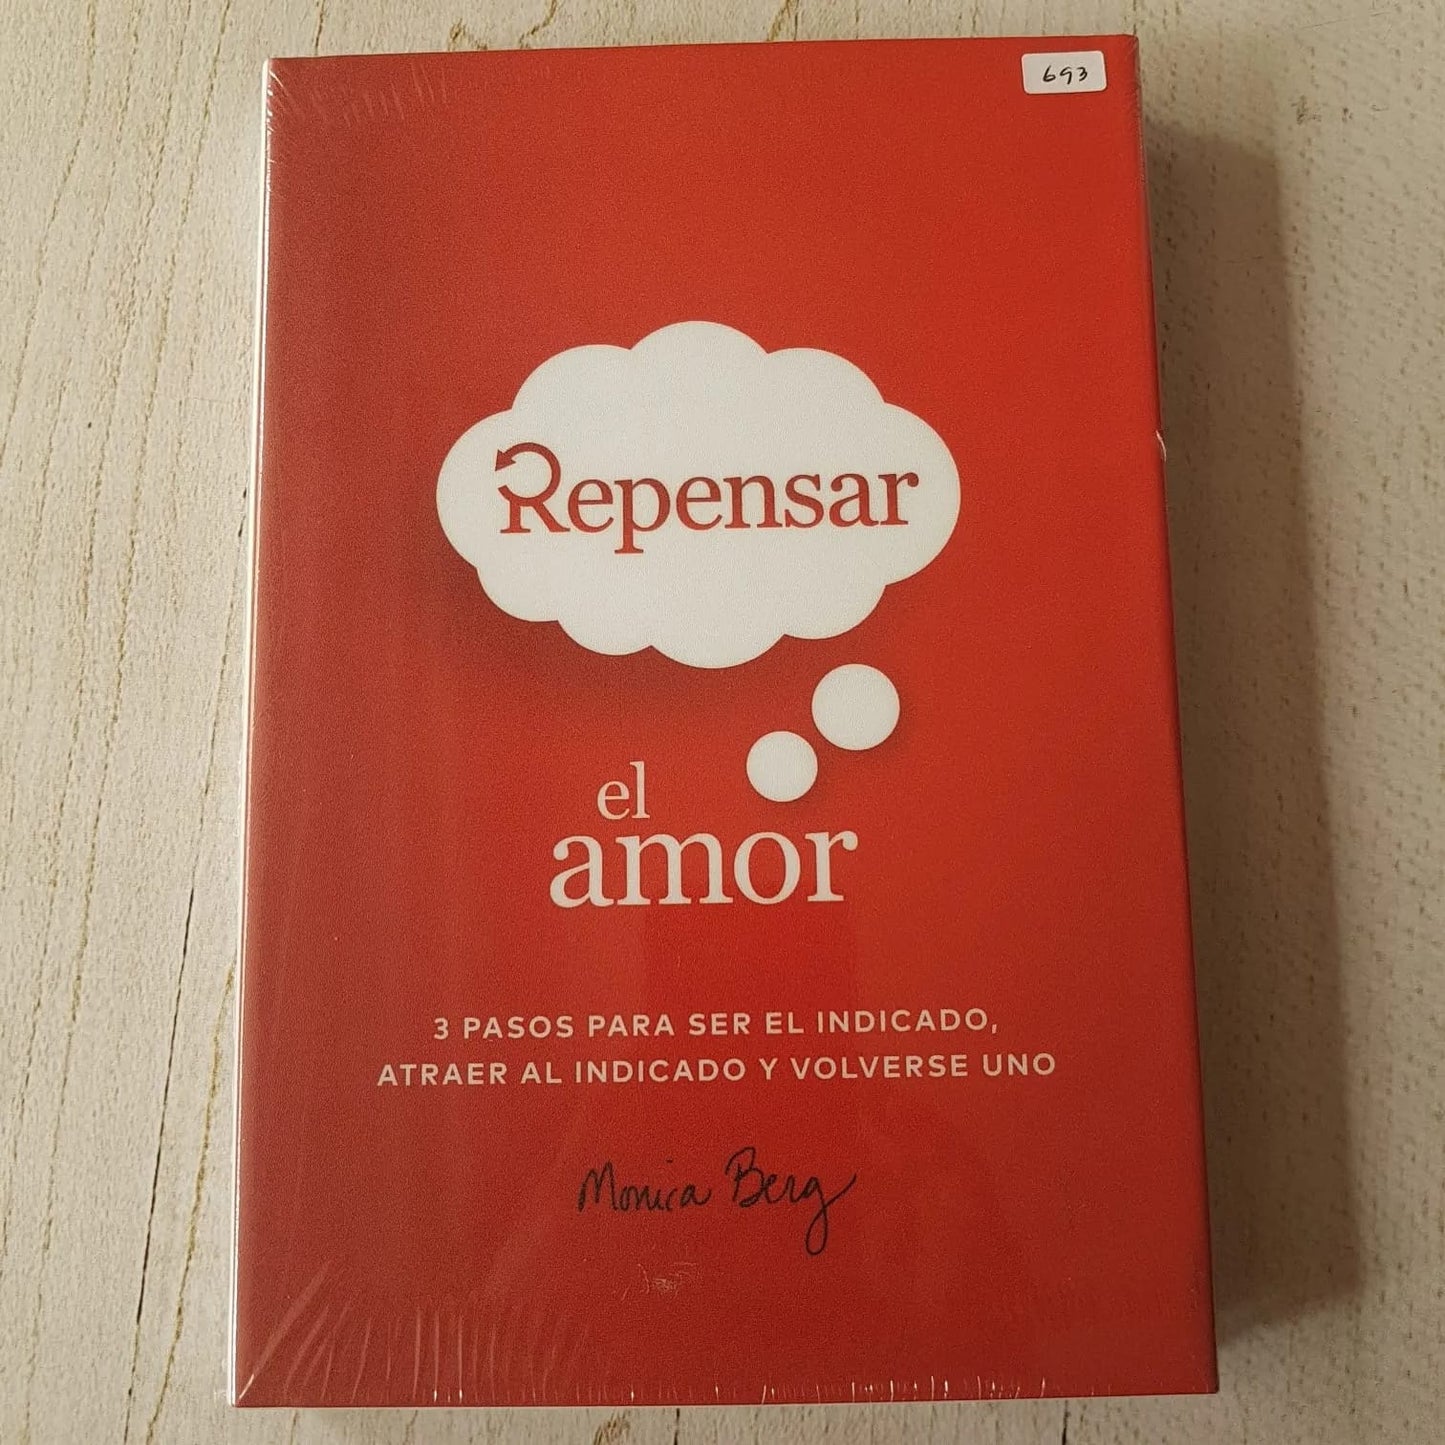 693
Repensar
el
amor
3 PASOS PARA SER EL INDICADO,
ATRAER AL INDICADO Y VOLVERSE UNO
Monica Berg